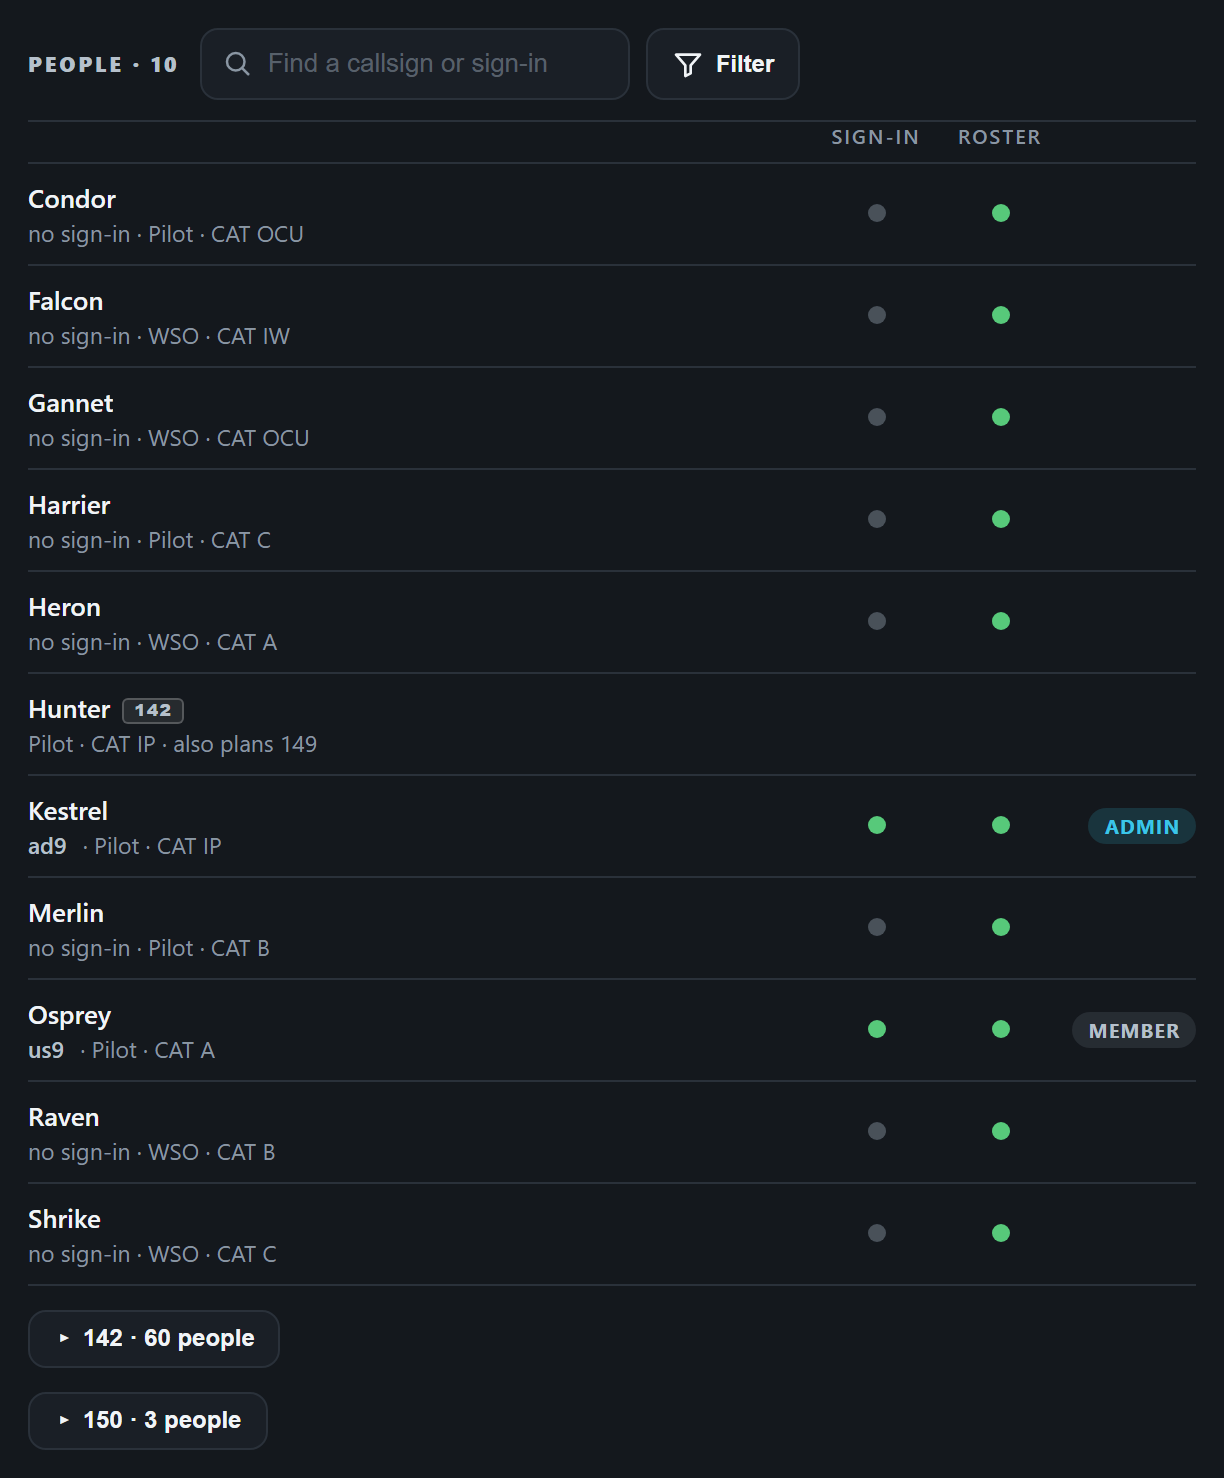 PEOPLE · 10
Find a callsign or sign-in
Filter
SIGN-IN ROSTER
Condor
no sign-in · Pilot · CAT OCU
Falcon
no sign-in · WSO · CAT IW
Gannet
no sign-in · WSO · CAT OCU
Harrier
no sign-in · Pilot · CAT C
Heron
no sign-in · WSO · CAT A
Hunter 142
Pilot · CAT IP · also plans 149
Kestrel
ad9 · Pilot · CAT IP
ADMIN
Merlin
no sign-in · Pilot · CAT B
Osprey
us9 · Pilot · CAT A
MEMBER
Raven
no sign-in · WSO · CAT B
Shrike
no sign-in · WSO · CAT C
▸ 142 · 60 people
▸ 150 · 3 people